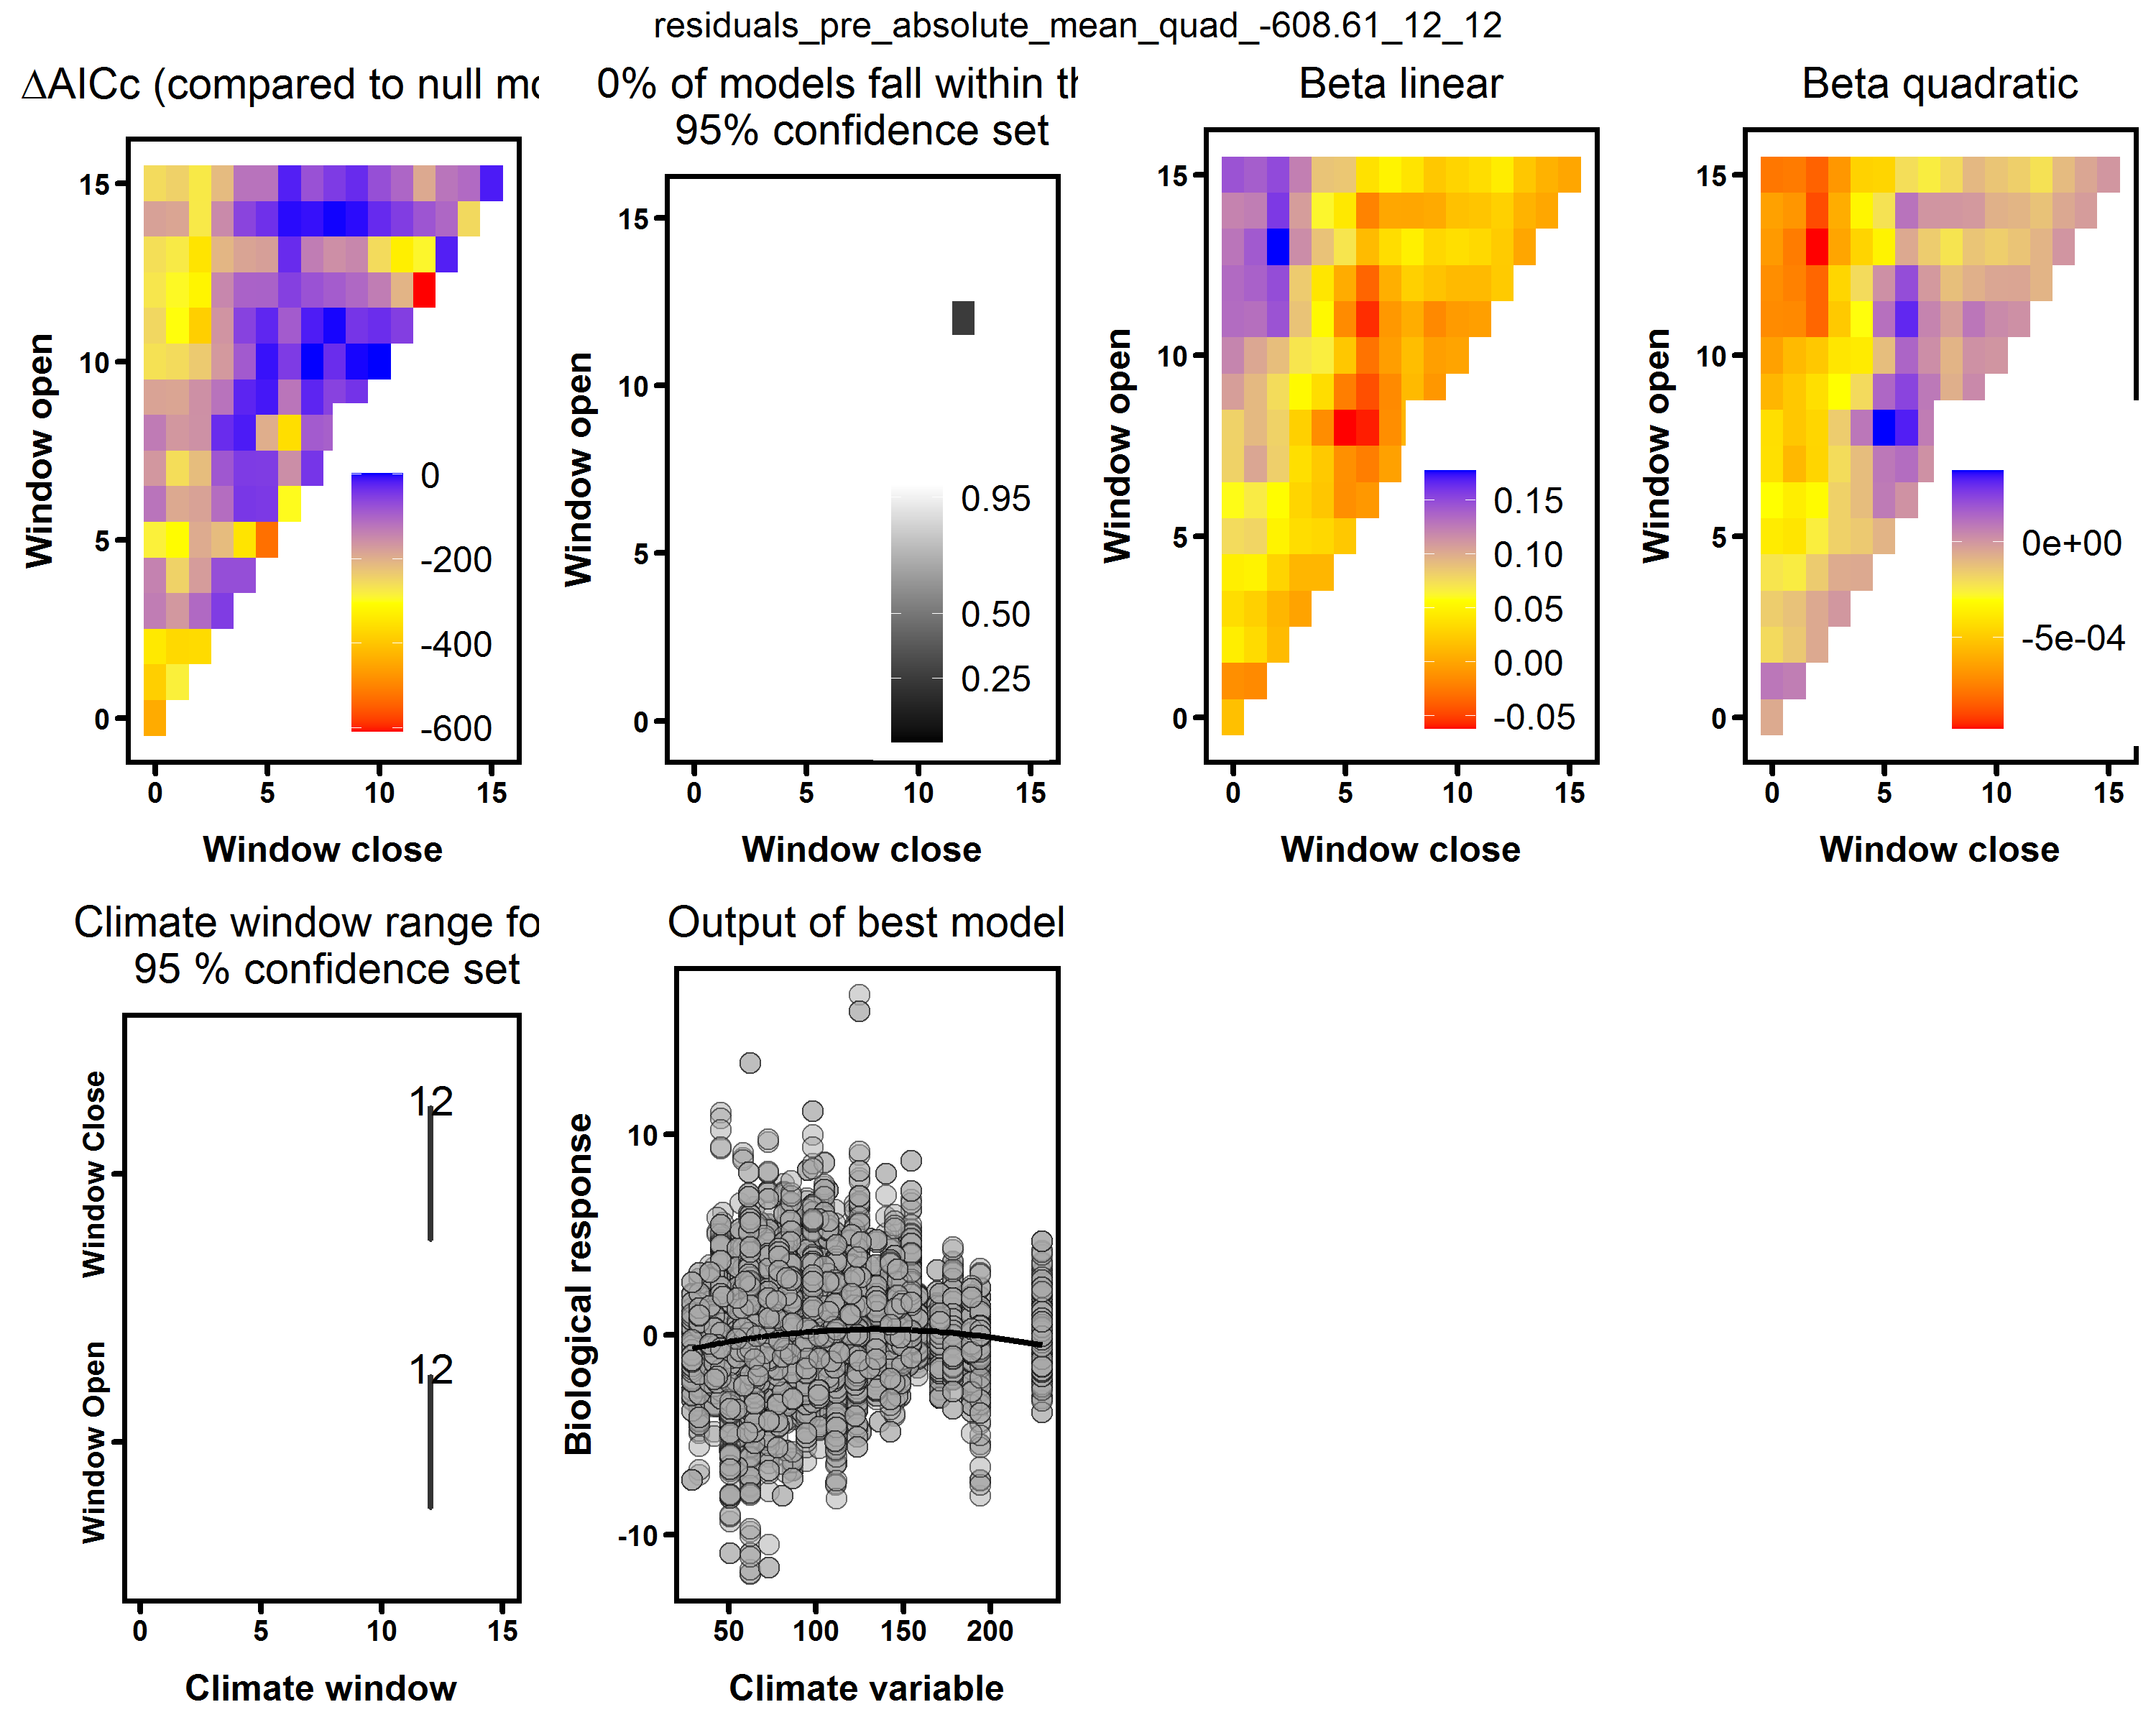 residuals_pre_absolute_mean_quad_-608.61_12_12
ΔAICc (compared to null mo
15
10
5
0
0
5
10
15
Window open
Window close
0
-200
-400
-600
0% of models fall within th
95% confidence set
15
10
5
0
0
5
10
15
Window open
Window close
0.95
0.50
0.25
Beta linear
15
10
5
0
0
5
10
15
Window open
Window close
0.15
0.10
0.05
0.00
-0.05
Beta quadratic
15
10
5
0
0
5
10
15
Window open
Window close
0e+00
-5e-04
Climate window range fo
95 % confidence set
Window Close
Window Open
12
12
0
5
10
15
Climate window
Output of best model
Biological response
10
0
-10
50
100
150
200
Climate variable